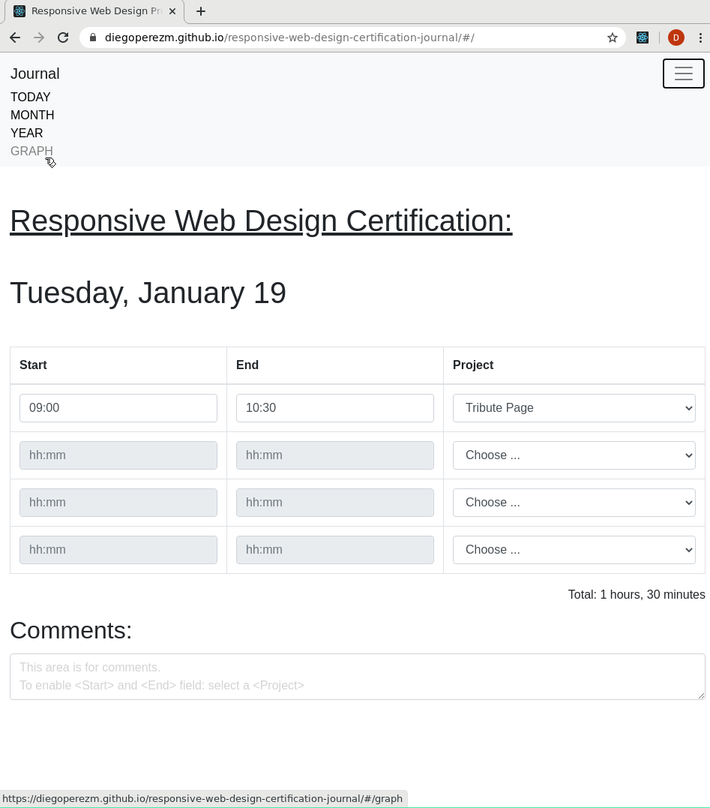 Responsive Web Design Pr
diegoperezm.github.io/responsive-web-design-certification-journal/#/
D
Journal
TODAY
MONTH
YEAR
GRAPH
Responsive Web Design Certification:
Tuesday, January 19
Start End Project
09:00 10:30 Tribute Page
hh:mm hh:mm Choose ...
hh:mm hh:mm Choose ...
hh:mm hh:mm Choose ...
Total: 1 hours, 30 minutes
Comments:
This area is for comments.
To enable <Start> and <End> field: select a <Project>
https://diegoperezm.github.io/responsive-web-design-certification-journal/#/graph